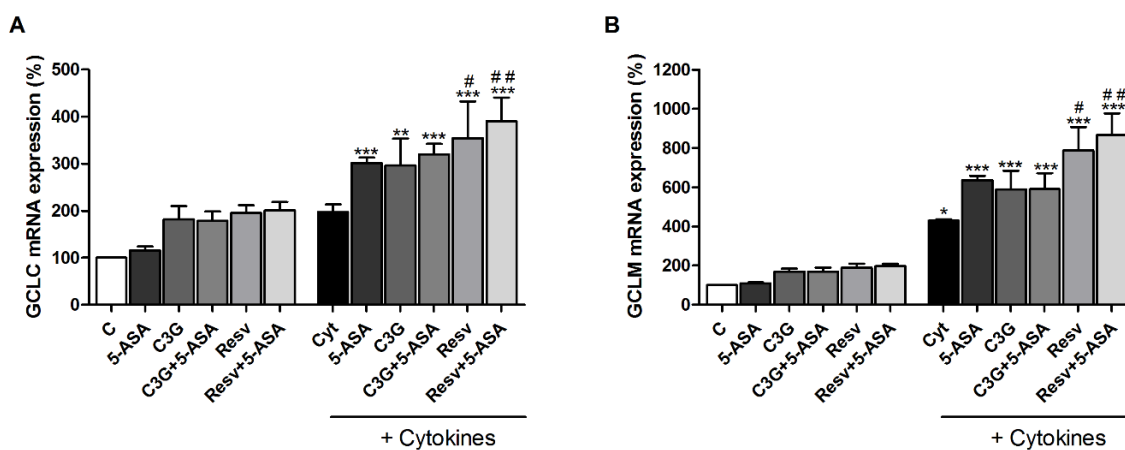 A
GCLC mRNA expression (%)
500
400
300
200
100
0
***
**
***
#
***
# #
***
C
5-ASA
C3G
C3G+5-ASA
Resv
Resv+5-ASA
Cyt
5-ASA
C3G
C3G+5-ASA
Resv
Resv+5-ASA
+ Cytokines
B
GCLM mRNA expression (%)
1200
1000
800
600
400
200
0
*
***
***
***
#
***
# #
***
C
5-ASA
C3G
C3G+5-ASA
Resv
Resv+5-ASA
Cyt
5-ASA
C3G
C3G+5-ASA
Resv
Resv+5-ASA
+ Cytokines